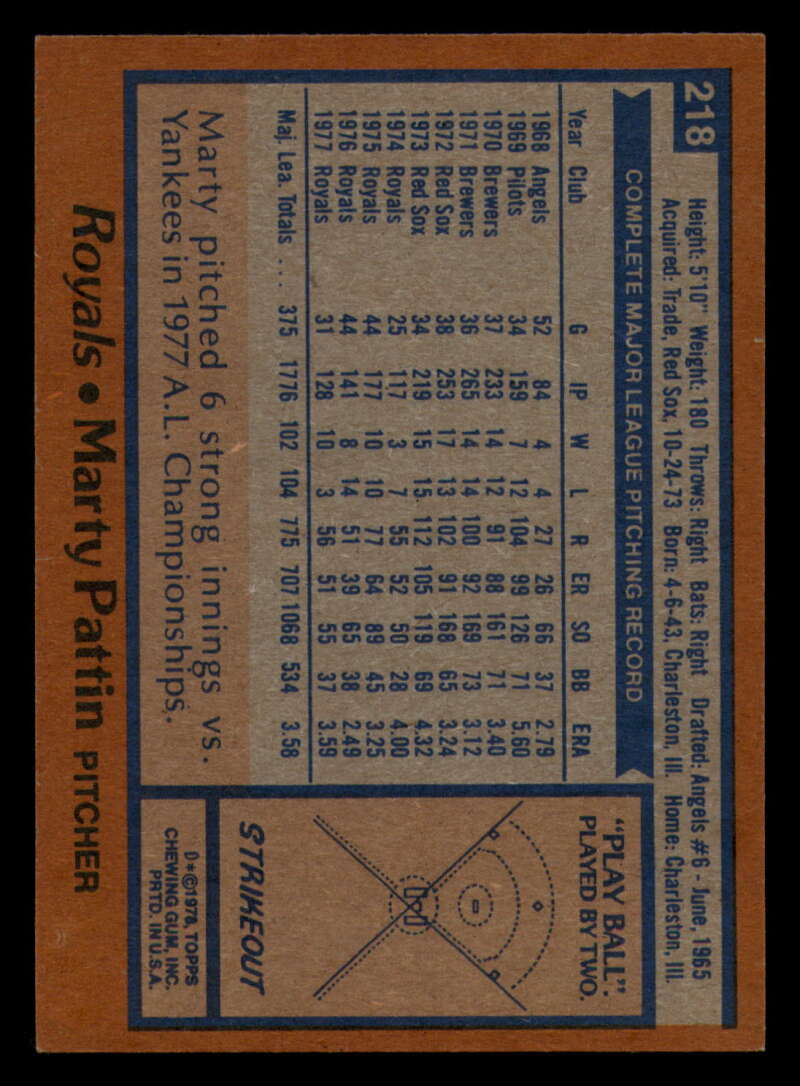 218
Height: 5'10" Weight: 180 Throws: Right Bats: Right Drafted: Angels #6 - June, 1965
Acquired: Trade, Red Sox, 10-24-73 Born: 4-6-43, Charleston, Ill. Home: Charleston, Ill.
COMPLETE MAJOR LEAGUE PITCHING RECORD
Year Club G IP W L R ER SO BB ERA
1968 Angels 52 84 4 4 27 26 66 37 2.79
1969 Pilots 34 159 7 12 104 99 126 71 5.60
1970 Brewers 37 233 14 12 91 88 161 71 3.40
1971 Brewers 36 265 14 14 100 92 169 73 3.12
1972 Red Sox 38 253 17 13 102 91 168 65 3.24
1973 Red Sox 34 219 15 15 112 105 119 69 4.32
1974 Royals 25 117 3 7 55 52 50 28 4.00
1975 Royals 44 177 10 10 77 64 89 45 3.25
1976 Royals 44 141 8 14 51 39 65 38 2.49
1977 Royals 31 128 10 3 56 51 55 37 3.59
Maj. Lea. Totals ... 375 1776 102 104 775 707 1068 534 3.58
Marty pitched 6 strong innings vs.
Yankees in 1977 A.L. Championships.
"PLAY BALL".
PLAYED BY TWO.
STRIKEOUT
D*©1978, TOPPS
CHEWING GUM, INC.
PRTD. IN U.S.A.
Royals • Marty Pattin PITCHER